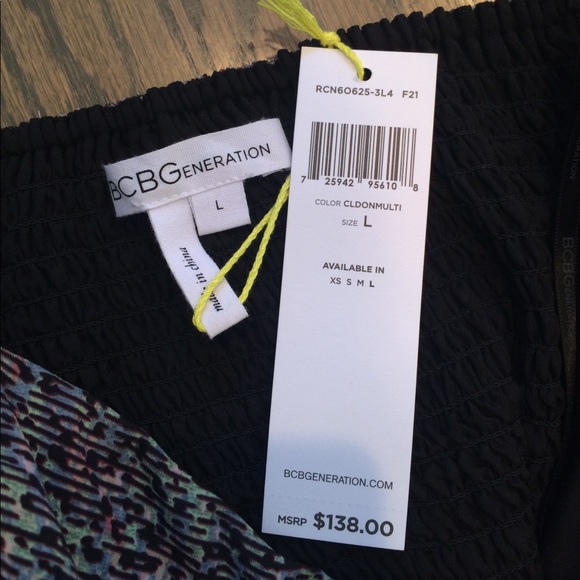 RCN60625-3L4 F21
7 25942 95610 8
COLOR CLDONMULTI
SIZE L
AVAILABLE IN
XS S M L
BCBGENERATION.COM
MSRP $138.00
BCBGENERATION
L
made in china
BCBGENERATION